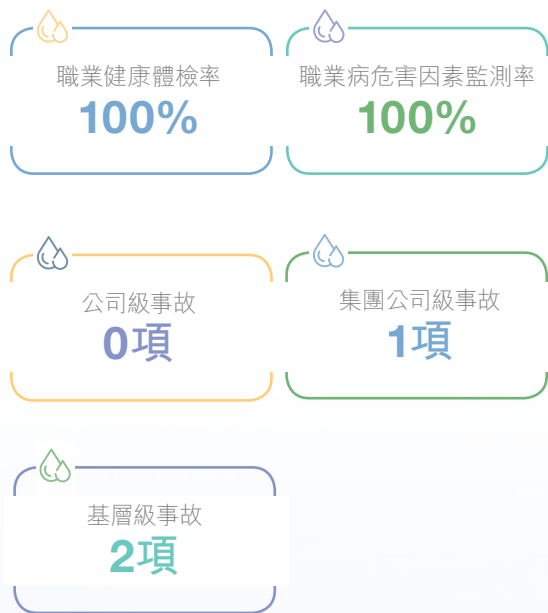 職業健康體檢率
100%
職業病危害因素監測率
100%
公司級事故
0項
集團公司級事故
1項
基層級事故
2項